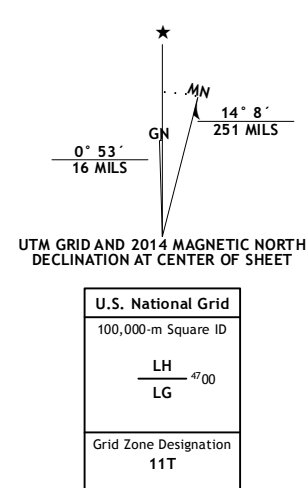 ★
MN
14° 8´
251 MILS
GN
0° 53´
16 MILS
UTM GRID AND 2014 MAGNETIC NORTH
DECLINATION AT CENTER OF SHEET
U.S. National Grid
100,000-m Square ID
LH
4700
LG
Grid Zone Designation
11T